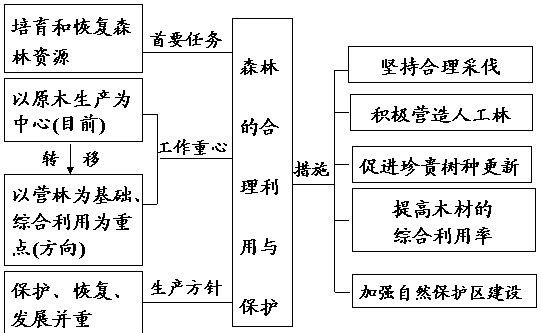 培育和恢复森
林资源
首要任务
以原木生产为
中心(目前)
转移
工作重心
以营林为基础、
综合利用为重
点(方向)
保护、恢复、
发展并重
生产方针
森林
的合
理利
用与
保护
措施
坚持合理采伐
积极营造人工林
促进珍贵树种更新
提高木材的
综合利用率
加强自然保护区建设